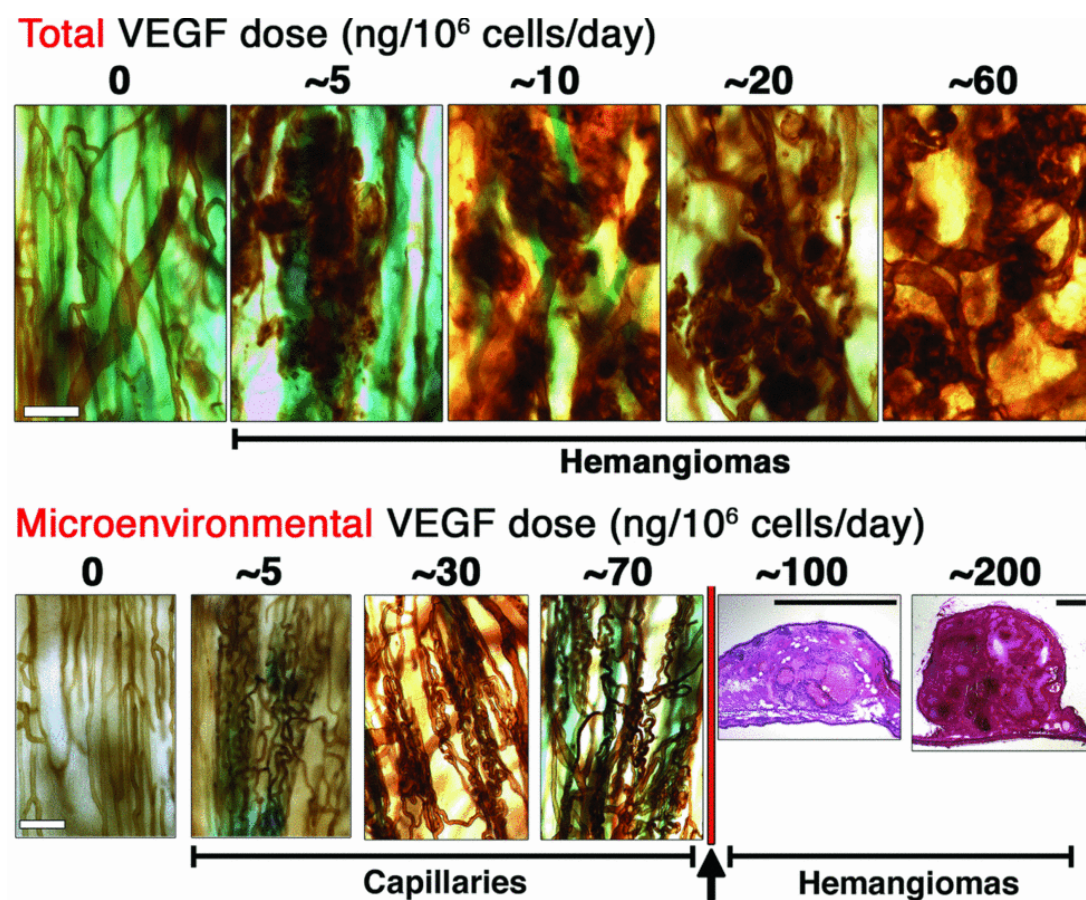 Total VEGF dose (ng/10⁶ cells/day)
0 ~5 ~10 ~20 ~60
Hemangiomas
Microenvironmental VEGF dose (ng/10⁶ cells/day)
0 ~5 ~30 ~70 ~100 ~200
Capillaries Hemangiomas